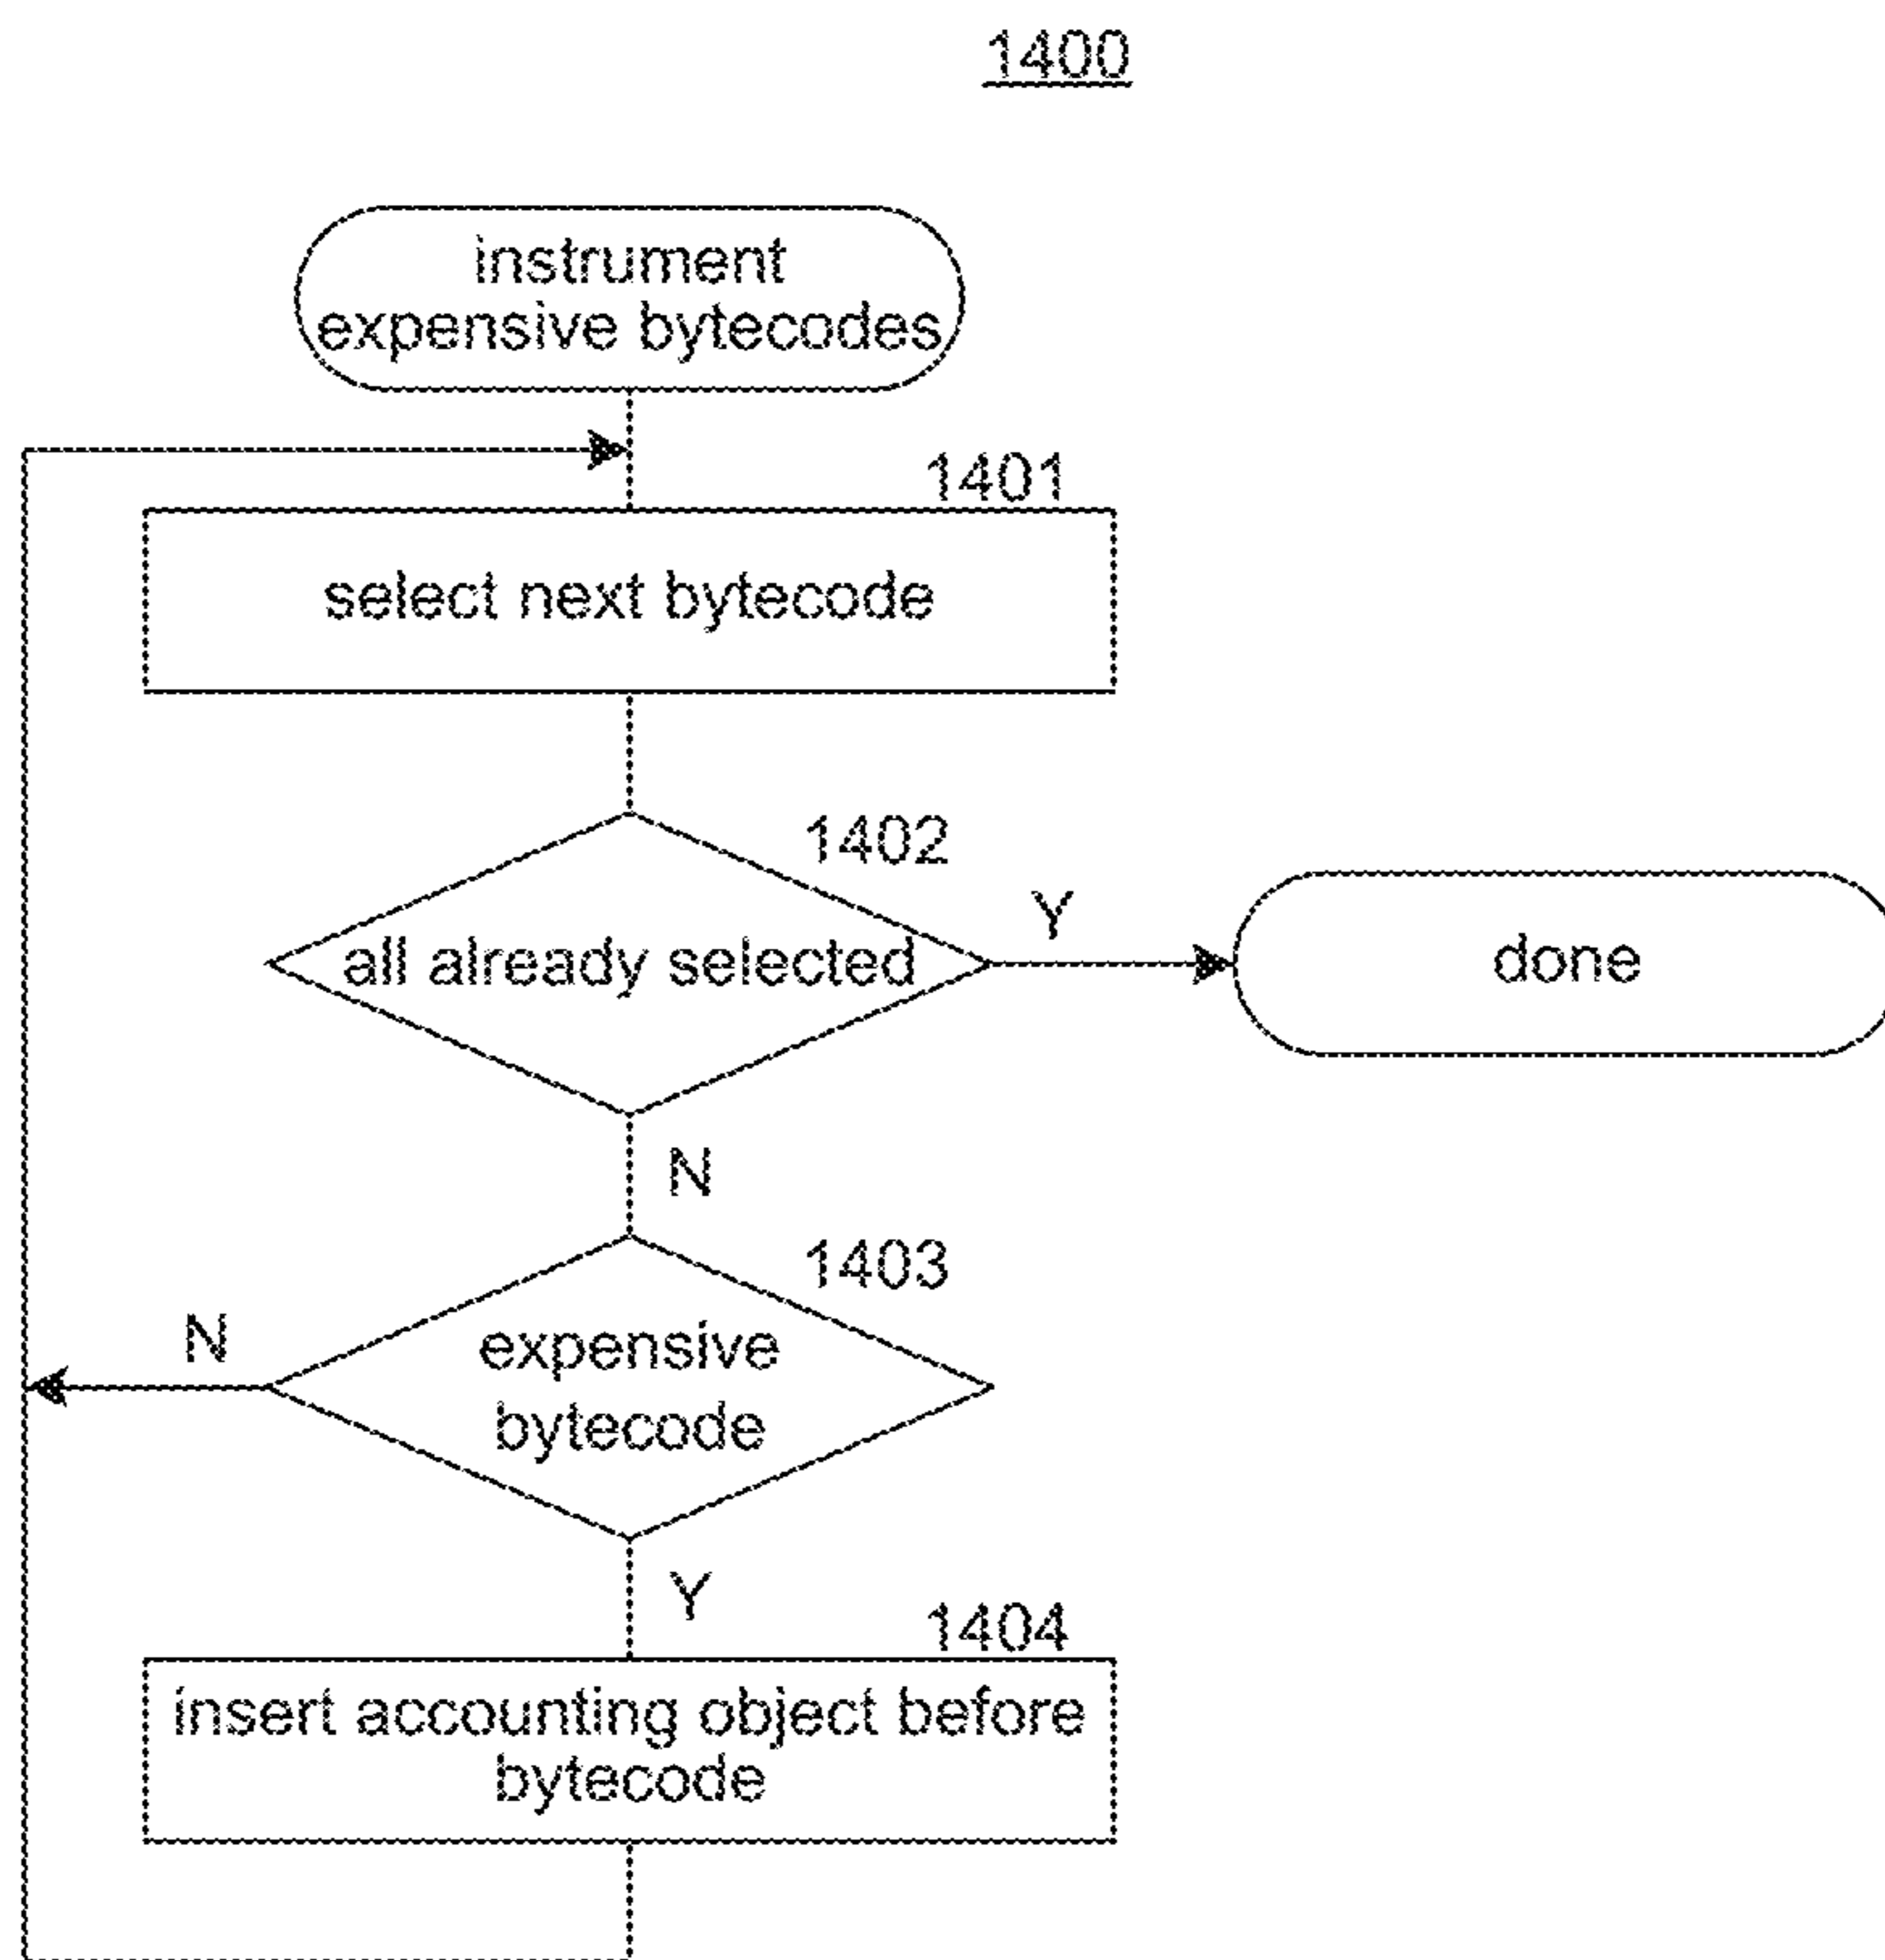 1400
instrument
expensive bytecodes
1401
select next bytecode
1402
Y
all already selected
done
N
1403
N
expensive
bytecode
Y
1404
insert accounting object before
bytecode